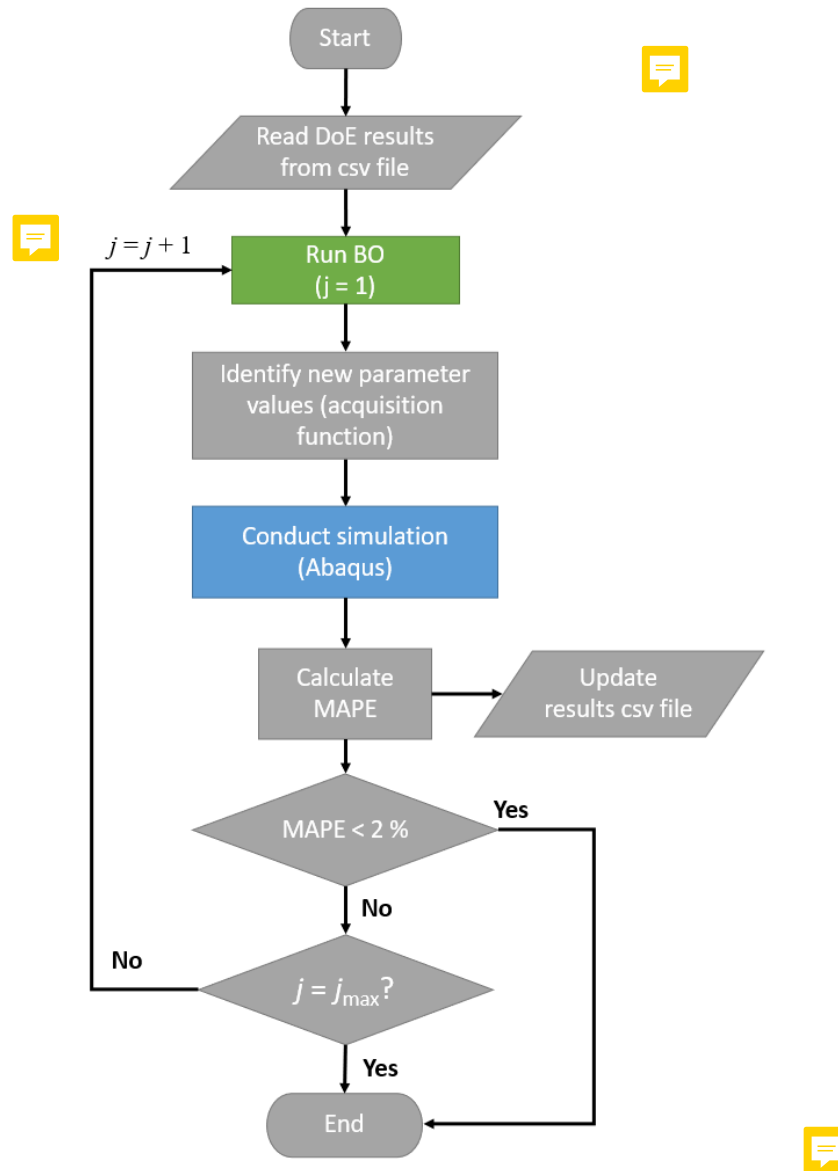 Start
Read DoE results
from csv file
j = j + 1
Run BO
(j = 1)
Identify new parameter
values (acquisition
function)
Conduct simulation
(Abaqus)
Calculate
MAPE
Update
results csv file
MAPE < 2 %
Yes
No
No
j = jmax?
Yes
End